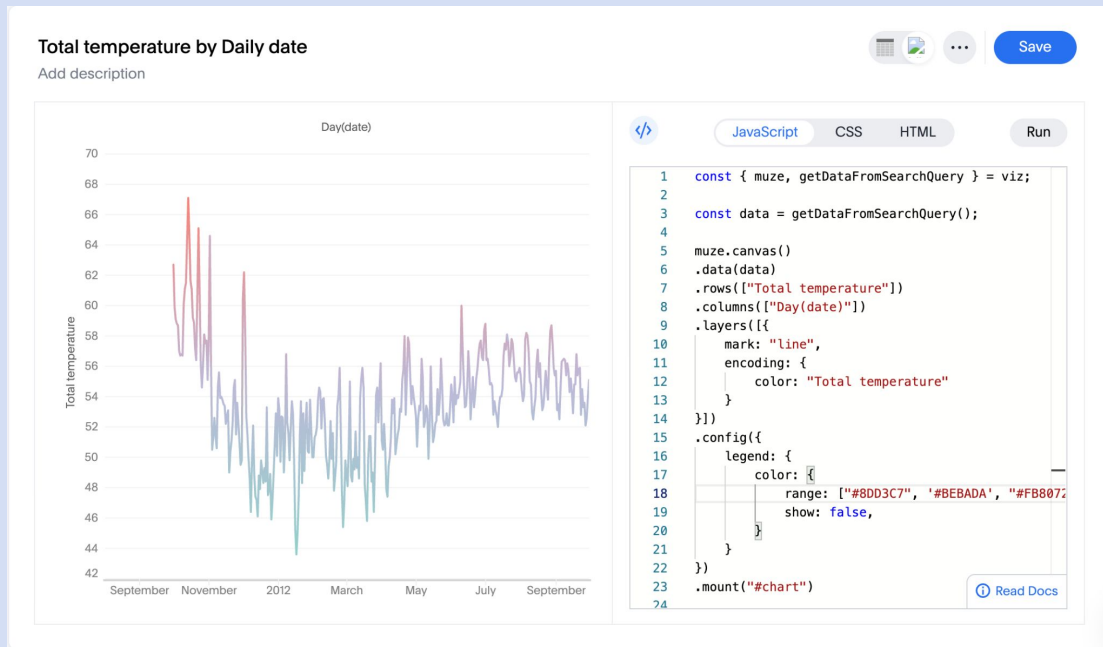 Total temperature by Daily date
Add description
Save
Day(date)
Total temperature
70
68
66
64
62
60
58
56
54
52
50
48
46
44
42
September November 2012 March May July September
</>
JavaScript CSS HTML
Run
1 const { muze, getDataFromSearchQuery } = viz;
2
3 const data = getDataFromSearchQuery();
4
5 muze.canvas()
6 .data(data)
7 .rows(["Total temperature"])
8 .columns(["Day(date)"])
9 .layers([{
10 mark: "line",
11 encoding: {
12 color: "Total temperature"
13 }
14 }])
15 .config({
16 legend: {
17 color: {
18 range: ["#8DD3C7", '#BEBADA', "#FB8072
19 show: false,
20 }
21 }
22 })
23 .mount("#chart")
24
Read Docs